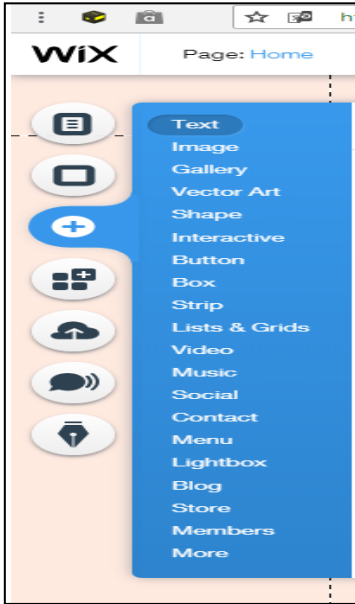 WiX
Page: Home
Text
Image
Gallery
Vector Art
Shape
Interactive
Button
Box
Strip
Lists & Grids
Video
Music
Social
Contact
Menu
Lightbox
Blog
Store
Members
More